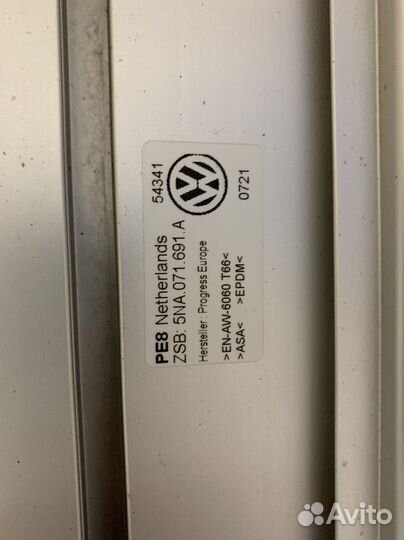 54341 0721
PE8 Netherlands
ZSB: 5NA.071.691.A
Hersteller : Progress Europe
>EN-AW-6060 T66<
>ASA< >EPDM<
Avito